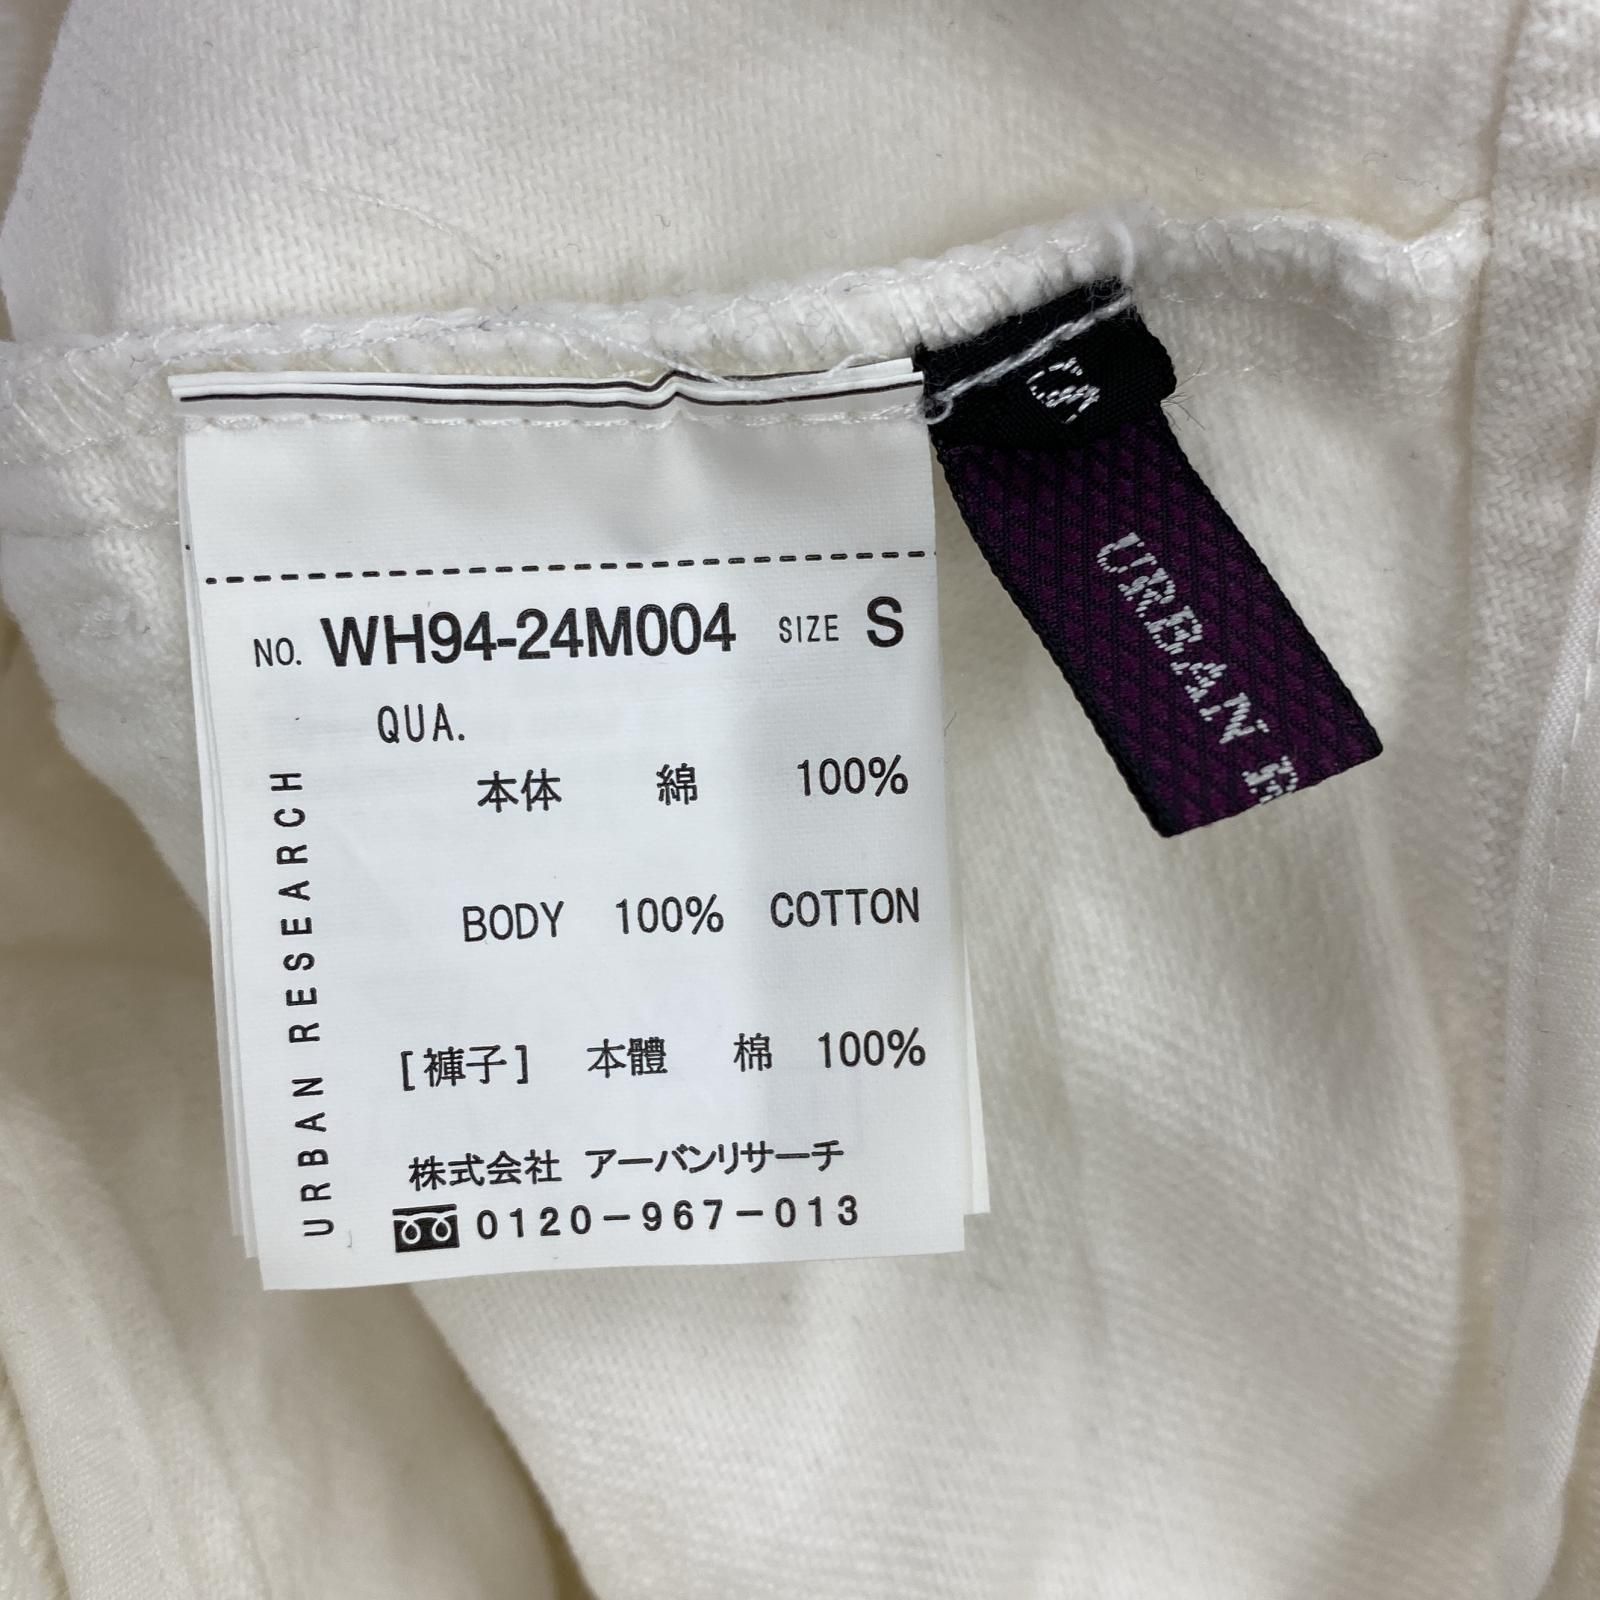 NO. WH94-24M004 SIZE S
QUA.
本体 綿 100%
BODY 100% COTTON
[褲子] 本體 棉 100%
株式会社 アーバンリサーチ
0120-967-013
URBAN RESEARCH
URBAN